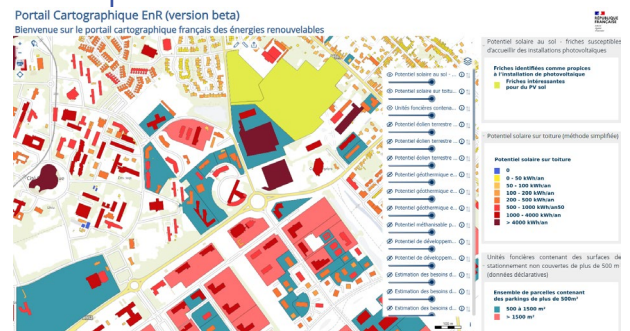 Portail Cartographique EnR (version beta)
Bienvenue sur le portail cartographique français des énergies renouvelables
RÉPUBLIQUE
FRANÇAISE
Potentiel solaire au sol - ...
Potentiel solaire sur toitu...
Unités foncières contena...
Potentiel éolien terrestre ...
Potentiel éolien terrestre ...
Potentiel éolien terrestre ...
Potentiel géothermique e...
Potentiel géothermique e...
Potentiel géothermique e...
Potentiel méthanisable p...
Potentiel de développem...
Potentiel de développem...
Estimation des besoins d...
Estimation des besoins d...
Estimation des besoins d...
Potentiel solaire au sol - friches susceptibles
d'accueillir des installations photovoltaïques
Friches identifiées comme propices
à l'installation de photovoltaïque
Friches intéressantes
pour du PV sol
Potentiel solaire sur toiture (méthode simplifiée)
Potentiel solaire sur toiture
0
0 - 50 kWh/an
50 - 100 kWh/an
100 - 200 kWh/an
200 - 500 kWh/an
500 - 1000 kWh/an50
1000 - 4000 kWh/an
> 4000 kWh/an
Unités foncières contenant des surfaces de
stationnement non couvertes de plus de 500 m
(données déclaratives)
Ensemble de parcelles contenant
des parkings de plus de 500m²
500 à 1500 m²
> 1500 m²